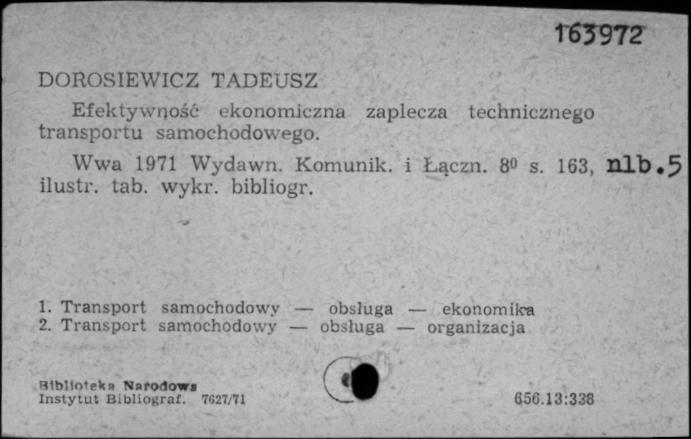 163972
DOROSIEWICZ TADEUSZ
Efektywność ekonomiczna zaplecza technicznego
transportu samochodowego.
Wwa 1971 Wydawn. Komunik. i Łączn. 8⁰ s. 163, nlb.5
ilustr. tab. wykr. bibliogr.
1. Transport samochodowy — obsługa — ekonomika
2. Transport samochodowy — obsługa — organizacja
Biblioteka Narodowa
Instytut Bibliograf. 7627/71
656.13:338